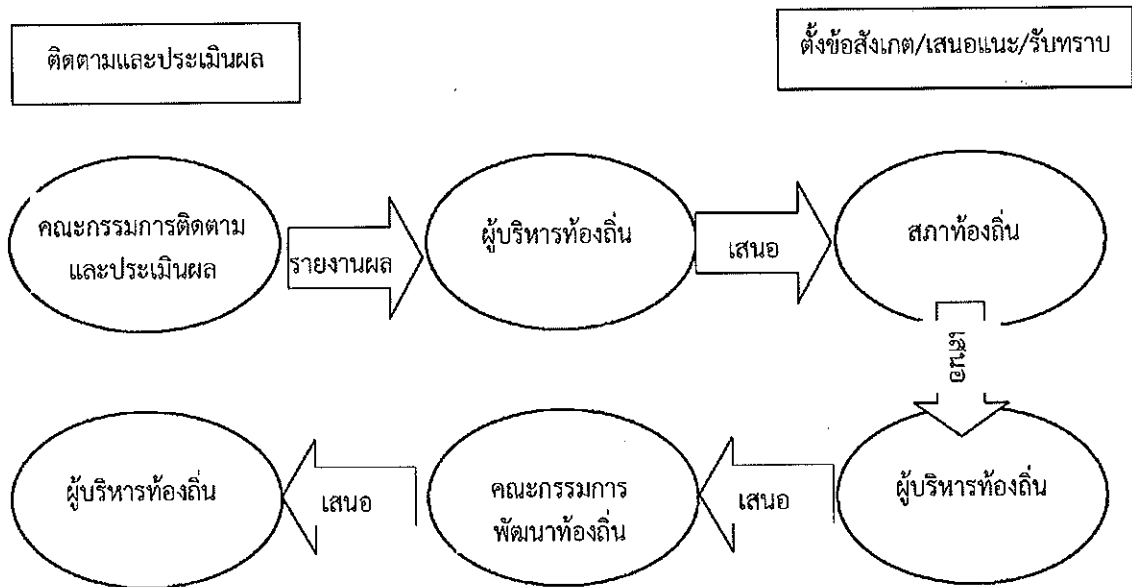 ติดตามและประเมินผล
ตั้งข้อสังเกต/เสนอแนะ/รับทราบ
คณะกรรมการติดตาม
และประเมินผล
รายงานผล
ผู้บริหารท้องถิ่น
เสนอ
สภาท้องถิ่น
เสนอ
ผู้บริหารท้องถิ่น
เสนอ
คณะกรรมการ
พัฒนาท้องถิ่น
เสนอ
ผู้บริหารท้องถิ่น